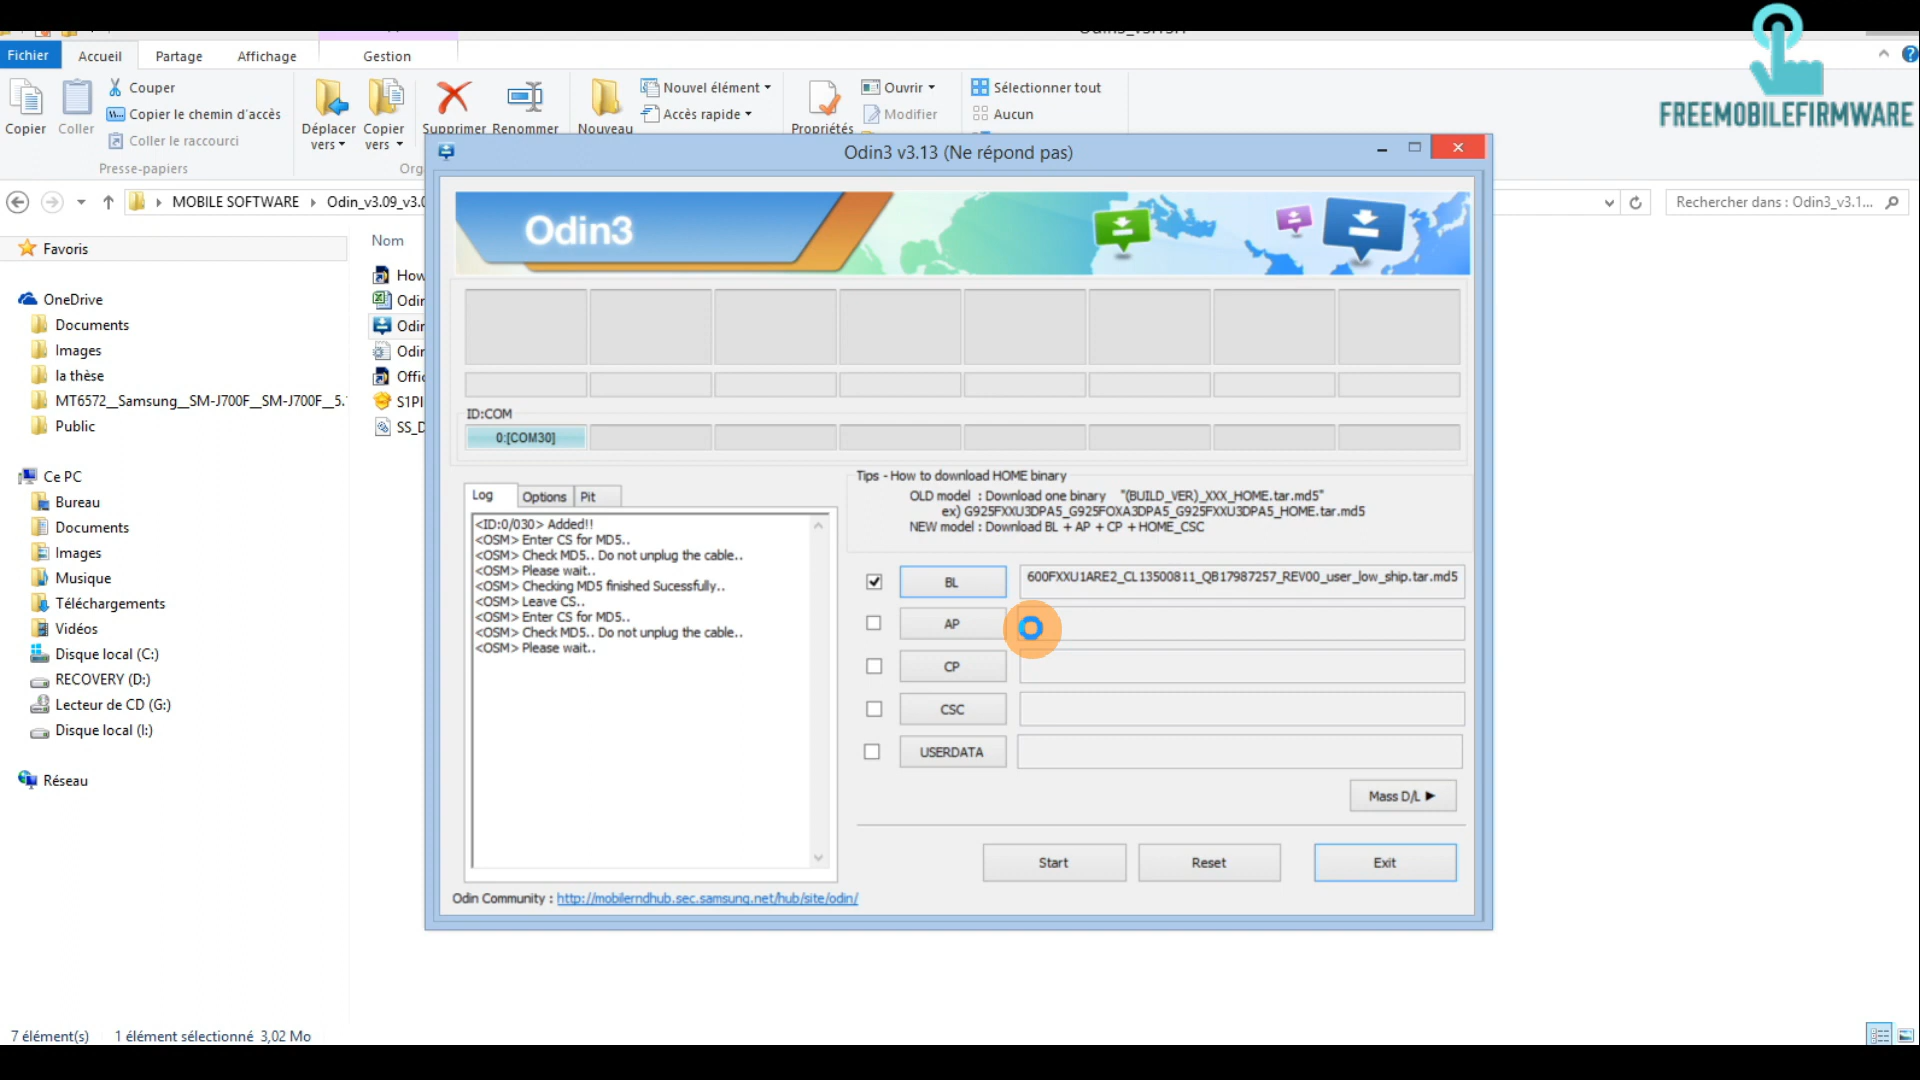 FREEMOBILEFIRMWARE
Fichier
Accueil
Partage
Affichage
Gestion
Copier
Coller
Couper
Copier le chemin d'accès
Coller le raccourci
Presse-papiers
Déplacer
vers
Copier
vers
Supprimer
Renommer
Nouveau
Nouvel élément
Accès rapide
Propriétés
Ouvrir
Modifier
Sélectionner tout
Aucun
MOBILE SOFTWARE
Rechercher dans : Odin3_v3.1...
Favoris
OneDrive
Documents
Images
la thèse
MT6572__Samsung__SM-J700F__SM-J700F__5.
Public
Ce PC
Bureau
Documents
Images
Musique
Téléchargements
Vidéos
Disque local (C:)
RECOVERY (D:)
Lecteur de CD (G:)
Disque local (I:)
Réseau
Nom
How
7 élément(s)
1 élément sélectionné 3,02 Mo
Odin3 v3.13 (Ne répond pas)
Odin3
ID:COM
0:[COM30]
Log
Options
Pit
<ID:0/030> Added!!
<OSM> Enter CS for MD5..
<OSM> Check MD5.. Do not unplug the cable..
<OSM> Please wait..
<OSM> Checking MD5 finished Sucessfully..
<OSM> Leave CS..
<OSM> Enter CS for MD5..
<OSM> Check MD5.. Do not unplug the cable..
<OSM> Please wait..
Tips - How to download HOME binary
OLD model : Download one binary "(BUILD_VER)_XXX_HOME.tar.md5"
ex) G925FXXU3DPA5_G925FOXA3DPA5_G925FXXU3DPA5_HOME.tar.md5
NEW model : Download BL + AP + CP + HOME_CSC
BL
600FXXU1ARE2_CL13500811_QB17987257_REV00_user_low_ship.tar.md5
AP
CP
CSC
USERDATA
Mass D/L
Start
Reset
Exit
Odin Community : http://mobilerndhub.sec.samsung.net/hub/site/odin/